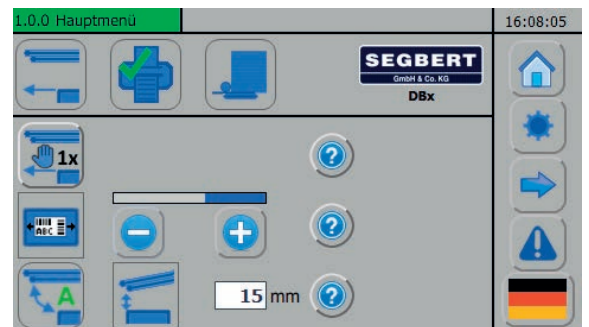 1.0.0 Hauptmenü
16:08:05
SEGBERT
GmbH & Co. KG
DBx
1x
ABC
A
15 mm